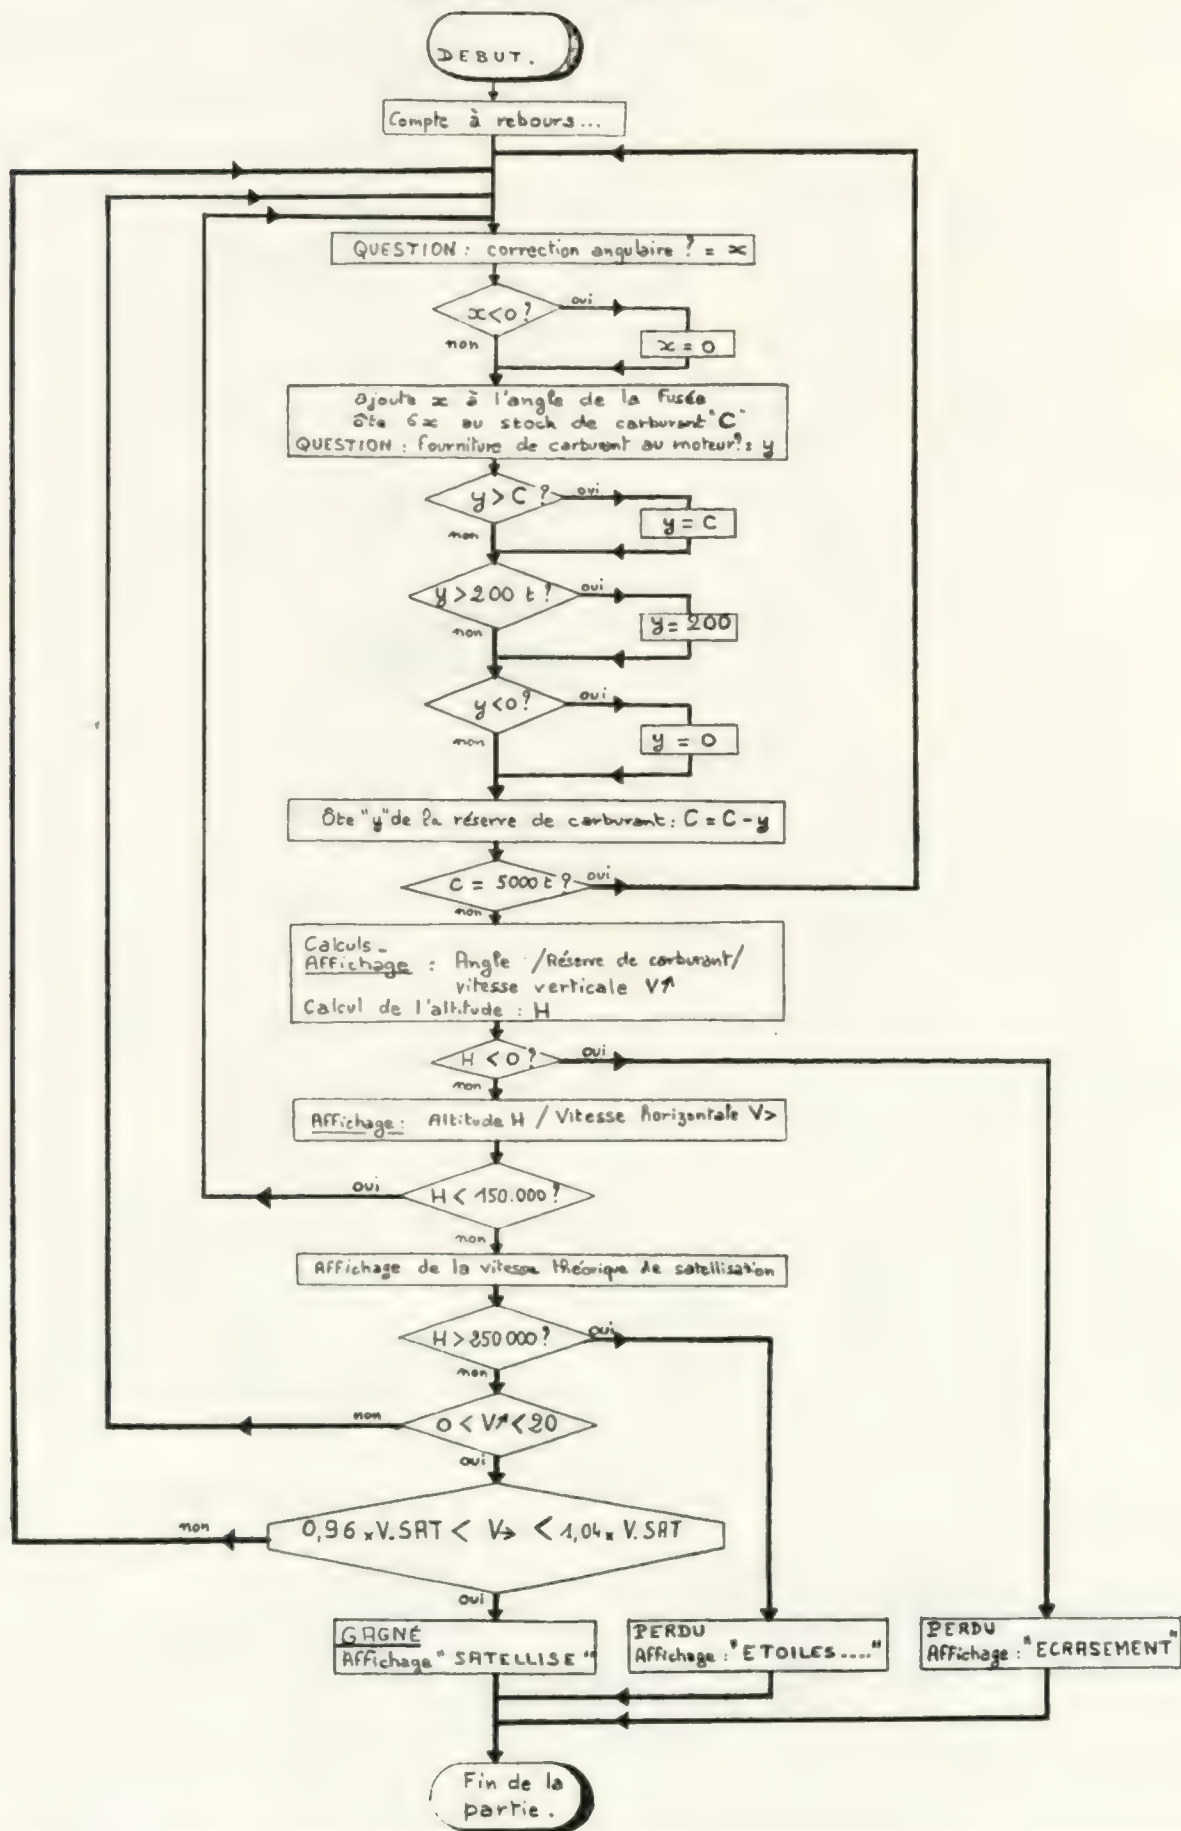 DEBUT.
Compte à rebours...
QUESTION : correction angulaire ? = x
x<0?
oui
non
x = 0
ajoute x à l'angle de la fusée
ôte 6x au stock de carburant "C"
QUESTION : fourniture de carburant au moteur?: y
y > C ?
oui
non
y = C
y > 200 t ?
oui
non
y = 200
y < 0?
oui
non
y = 0
Ôte "y" de la réserve de carburant : C = C - y
C = 5000 t ?
oui
non
Calculs -
Affichage : Angle / Réserve de carburant/
vitesse verticale V↗
Calcul de l'altitude : H
H < 0 ?
oui
non
Affichage : Altitude H / Vitesse horizontale V>
oui
H < 150.000 ?
non
Affichage de la vitesse théorique de satellisation
H > 250 000 ?
oui
non
non
0 < V↗ < 20
oui
non
0,96 x V.SAT < V→ < 1,04 x V.SAT
oui
GAGNÉ
Affichage "SATELLISE"
PERDU
Affichage : "ETOILES...."
PERDU
Affichage : "ECRASEMENT"
Fin de la
partie.